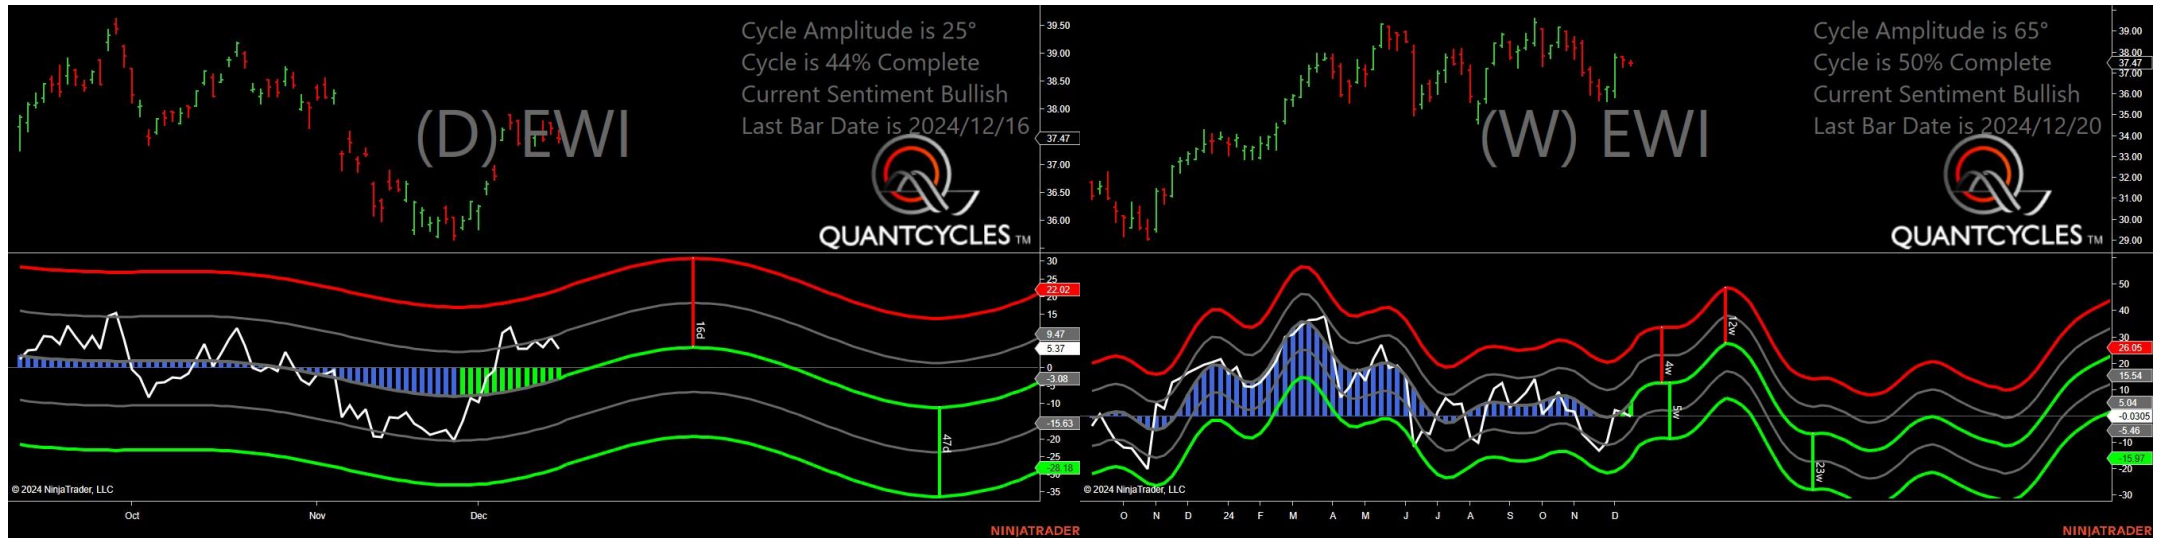 Cycle Amplitude is 25°
Cycle is 44% Complete
Current Sentiment Bullish
Last Bar Date is 2024/12/16
(D) EWI
QUANTCYCLES TM
39.50
39.00
38.50
38.00
37.47
37.00
36.50
36.00
30
22.02
20
15
9.47
5.37
0
-3.08
-5
-10
-15.63
-20
-25
-28.18
-30
-35
16d
47d
© 2024 NinjaTrader, LLC
Oct
Nov
Dec
NINJATRADER
Cycle Amplitude is 65°
Cycle is 50% Complete
Current Sentiment Bullish
Last Bar Date is 2024/12/20
(W) EWI
QUANTCYCLES TM
39.00
38.00
37.47
37.00
36.00
35.00
34.00
33.00
32.00
31.00
30.00
29.00
50
40
30
26.05
20
15.54
10
5.04
-0.0305
-5.46
-10
-15.97
-20
-30
4w
5w
12w
23w
© 2024 NinjaTrader, LLC
O N D 24 F M A M J J A S O N D
NINJATRADER